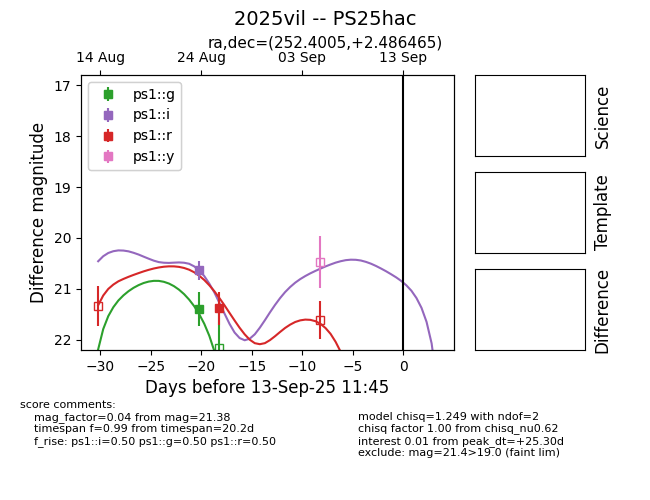 2025vil -- PS25hac
ra,dec=(252.4005,+2.486465)
14 Aug 24 Aug 03 Sep 13 Sep
ps1::g
ps1::i
ps1::r
ps1::y
17
18
19
20
21
22
Difference magnitude
−30 −25 −20 −15 −10 −5 0
Days before 13-Sep-25 11:45
Science
Template
Difference
score comments:
mag_factor=0.04 from mag=21.38
timespan f=0.99 from timespan=20.2d
f_rise: ps1::i=0.50 ps1::g=0.50 ps1::r=0.50
model chisq=1.249 with ndof=2
chisq factor 1.00 from chisq_nu0.62
interest 0.01 from peak_dt=+25.30d
exclude: mag=21.4>19.0 (faint lim)